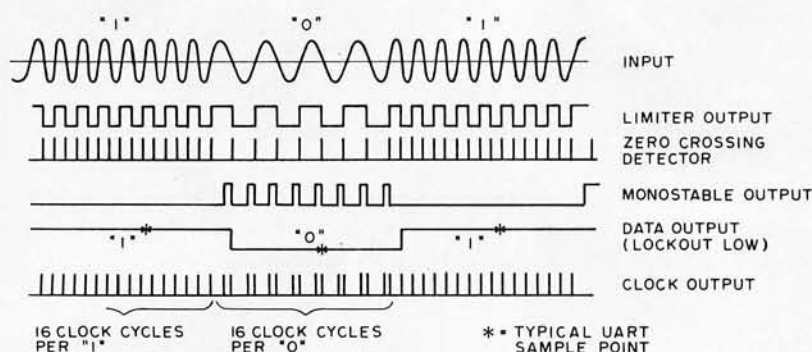 "1" "0" "1"
INPUT
LIMITER OUTPUT
ZERO CROSSING
DETECTOR
MONOSTABLE OUTPUT
DATA OUTPUT
(LOCKOUT LOW)
"1" "0" "1"
CLOCK OUTPUT
16 CLOCK CYCLES
PER "1"
16 CLOCK CYCLES
PER "0"
* = TYPICAL UART
SAMPLE POINT